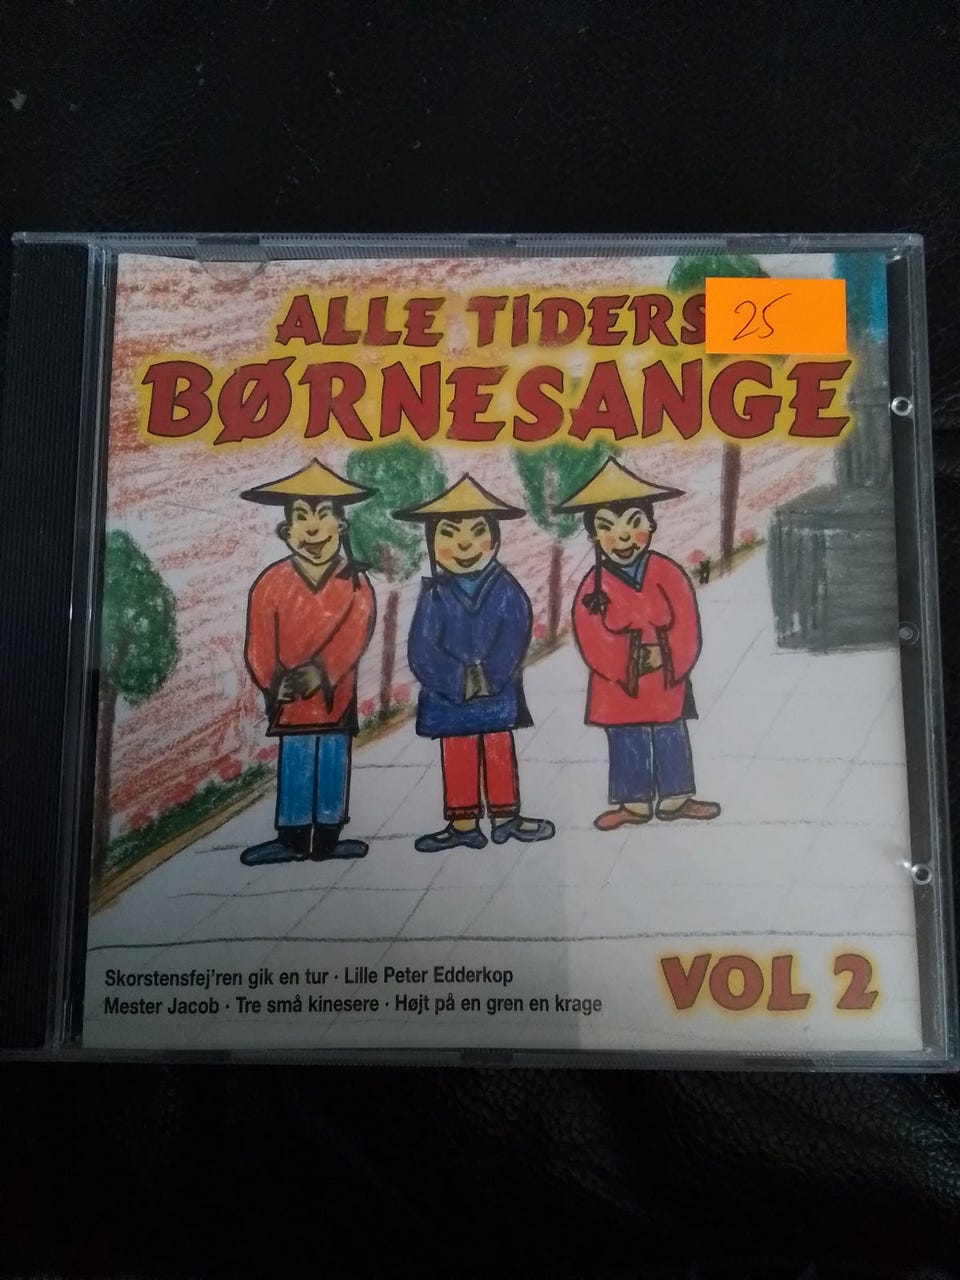 ALLE TIDERS
25
BØRNESANGE
Skorstensfej'ren gik en tur · Lille Peter Edderkop
Mester Jacob · Tre små kinesere · Højt på en gren en krage
VOL 2